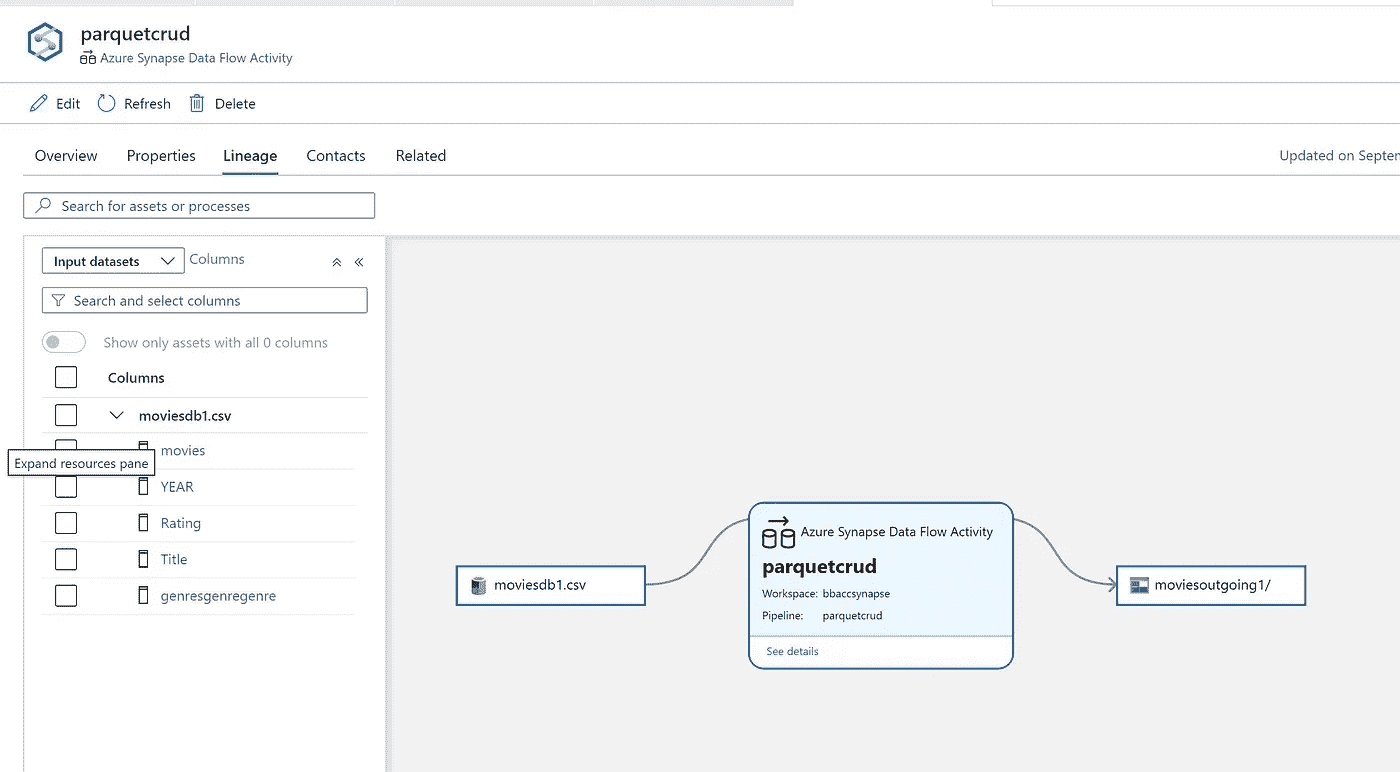 parquetcrud
Azure Synapse Data Flow Activity
Edit Refresh Delete
Overview Properties Lineage Contacts Related
Updated on Septem
Search for assets or processes
Input datasets Columns
Search and select columns
Show only assets with all 0 columns
Columns
moviesdb1.csv
movies
Expand resources pane
YEAR
Rating
Title
genresgenregenre
moviesdb1.csv
Azure Synapse Data Flow Activity
parquetcrud
Workspace: bbaccsynapse
Pipeline: parquetcrud
See details
moviesoutgoing1/